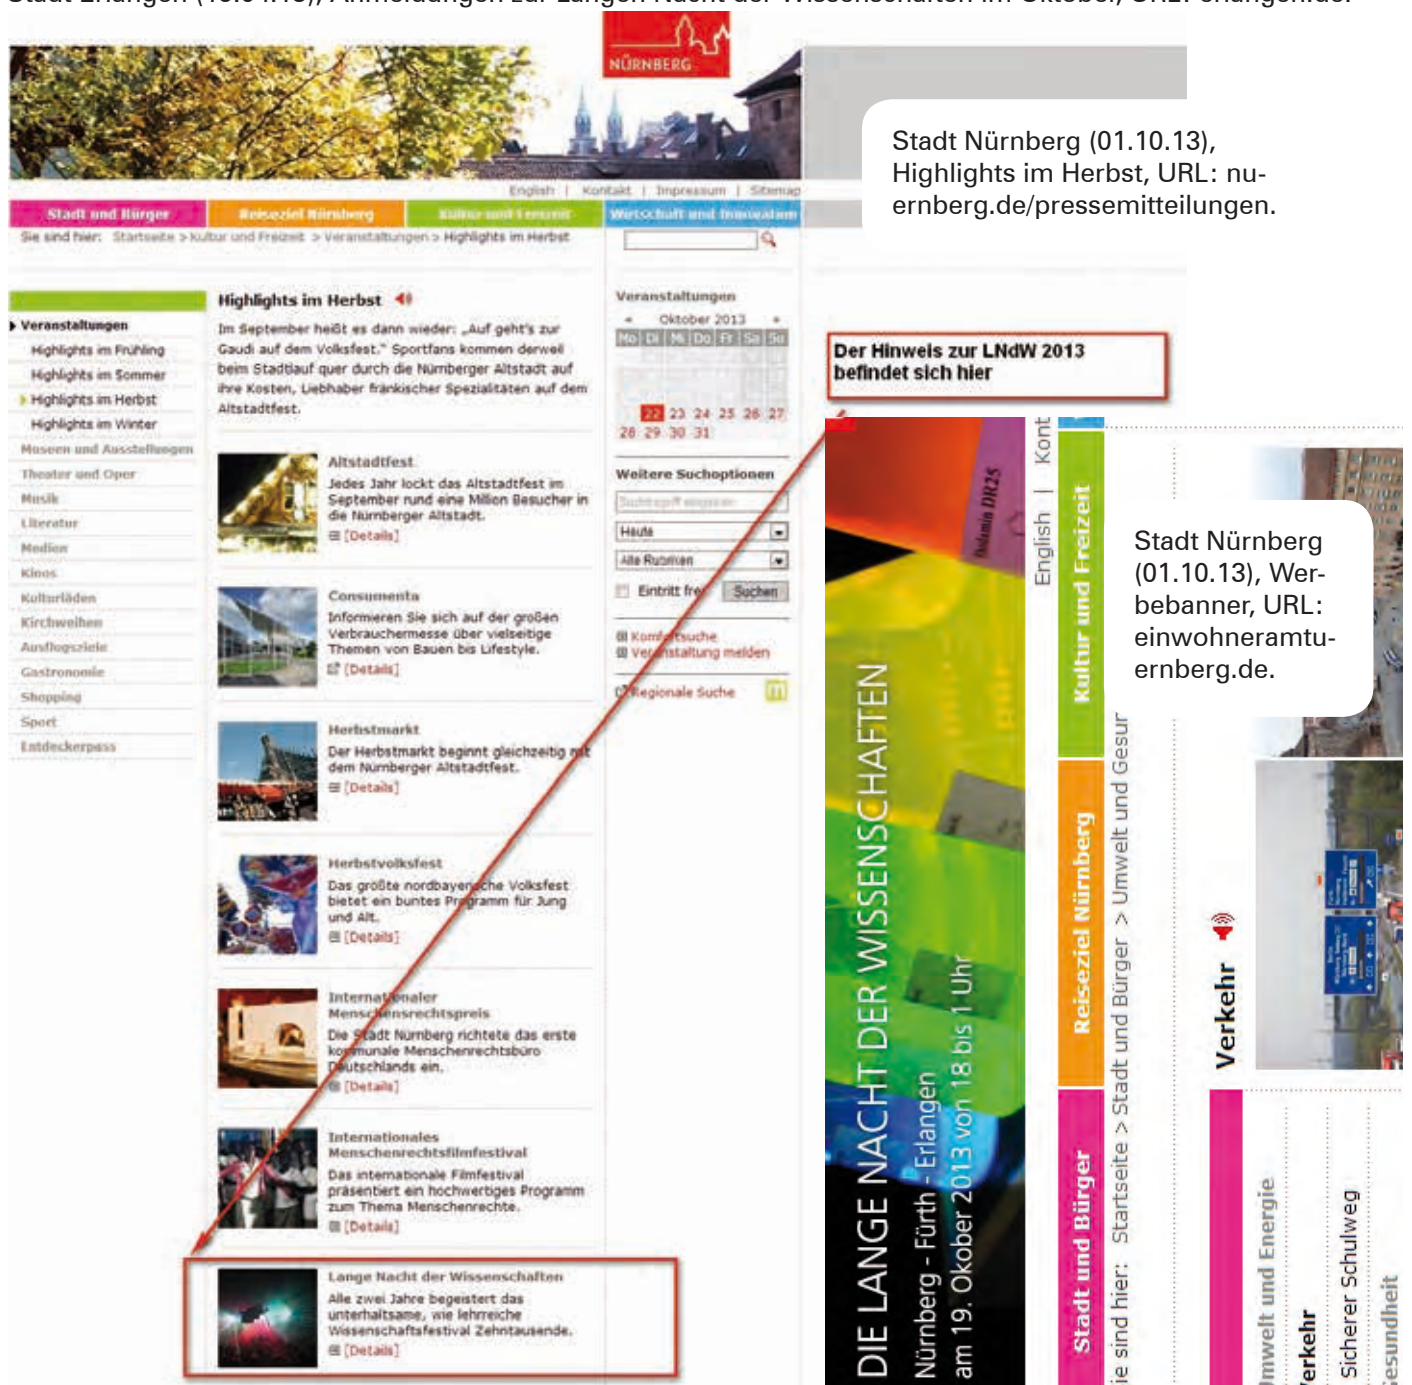 Stadt Erlangen (10.04.13), Anmeldungen zur Langen Nacht der Wissenschaften im Oktober, URL: erlangen.de.
NÜRNBERG
Stadt Nürnberg (01.10.13),
Highlights im Herbst, URL: nu-
ernberg.de/pressemitteilungen.
English | Kontakt | Impressum | Sitemap
Stadt und Bürger
Reiseziel Nürnberg
Kultur und Freizeit
Wirtschaft und Innovation
Sie sind hier: Startseite > Kultur und Freizeit > Veranstaltungen > Highlights im Herbst
Veranstaltungen
Highlights im Frühling
Highlights im Sommer
Highlights im Herbst
Highlights im Winter
Museen und Ausstellungen
Theater und Oper
Musik
Literatur
Medien
Kinos
Kulturläden
Kirchweihen
Ausflugsziele
Gastronomie
Shopping
Sport
Entdeckerpass
Highlights im Herbst
Im September heißt es dann wieder: „Auf geht's zur
Gaudi auf dem Volksfest." Sportfans kommen derweil
beim Stadtlauf quer durch die Nürnberger Altstadt auf
ihre Kosten, Liebhaber fränkischer Spezialitäten auf dem
Altstadtfest.
Altstadtfest
Jedes Jahr lockt das Altstadtfest im
September rund eine Million Besucher in
die Nürnberger Altstadt.
[Details]
Consumenta
Informieren Sie sich auf der großen
Verbrauchermesse über vielseitige
Themen von Bauen bis Lifestyle.
[Details]
Herbstmarkt
Der Herbstmarkt beginnt gleichzeitig mit
dem Nürnberger Altstadtfest.
[Details]
Herbstvolksfest
Das größte nordbayerische Volksfest
bietet ein buntes Programm für Jung
und Alt.
[Details]
Internationaler
Menschensrechtspreis
Die Stadt Nürnberg richtete das erste
kommunale Menschenrechtsbüro
Deutschlands ein.
[Details]
Internationales
Menschenrechtsfilmfestival
Das internationale Filmfestival
präsentiert ein hochwertiges Programm
zum Thema Menschenrechte.
[Details]
Lange Nacht der Wissenschaften
Alle zwei Jahre begeistert das
unterhaltsame, wie lehrreiche
Wissenschaftsfestival Zehntausende.
[Details]
Veranstaltungen
« Oktober 2013 »
Mo Di Mi Do Fr Sa So
22 23 24 25 26 27
28 29 30 31
Weitere Suchoptionen
Suchbegriff eingeben
Heute
Alle Rubriken
Eintritt frei
Suchen
Komfortsuche
Veranstaltung melden
Regionale Suche
Der Hinweis zur LNdW 2013
befindet sich hier
DIE LANGE NACHT DER WISSENSCHAFTEN
Nürnberg - Fürth - Erlangen
am 19. Okober 2013 von 18 bis 1 Uhr
English | Kont
Stadt und Bürger
Reiseziel Nürnberg
Kultur und Freizeit
ie sind hier: Startseite > Stadt und Bürger > Umwelt und Gesun
Stadt Nürnberg
(01.10.13), Wer-
bebanner, URL:
einwohneramtu-
ernberg.de.
Verkehr
Umwelt und Energie
Verkehr
Sicherer Schulweg
Gesundheit